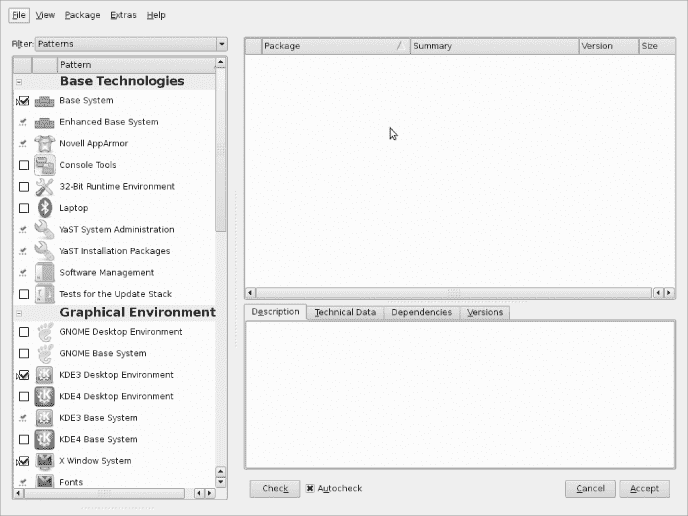 File View Package Extras Help
Filter: Patterns
Pattern
Base Technologies
Base System
Enhanced Base System
Novell AppArmor
Console Tools
32-Bit Runtime Environment
Laptop
YaST System Administration
YaST Installation Packages
Software Management
Tests for the Update Stack
Graphical Environment
GNOME Desktop Environment
GNOME Base System
KDE3 Desktop Environment
KDE4 Desktop Environment
KDE3 Base System
KDE4 Base System
X Window System
Fonts
Package Summary Version Size
Description Technical Data Dependencies Versions
Check Autocheck Cancel Accept